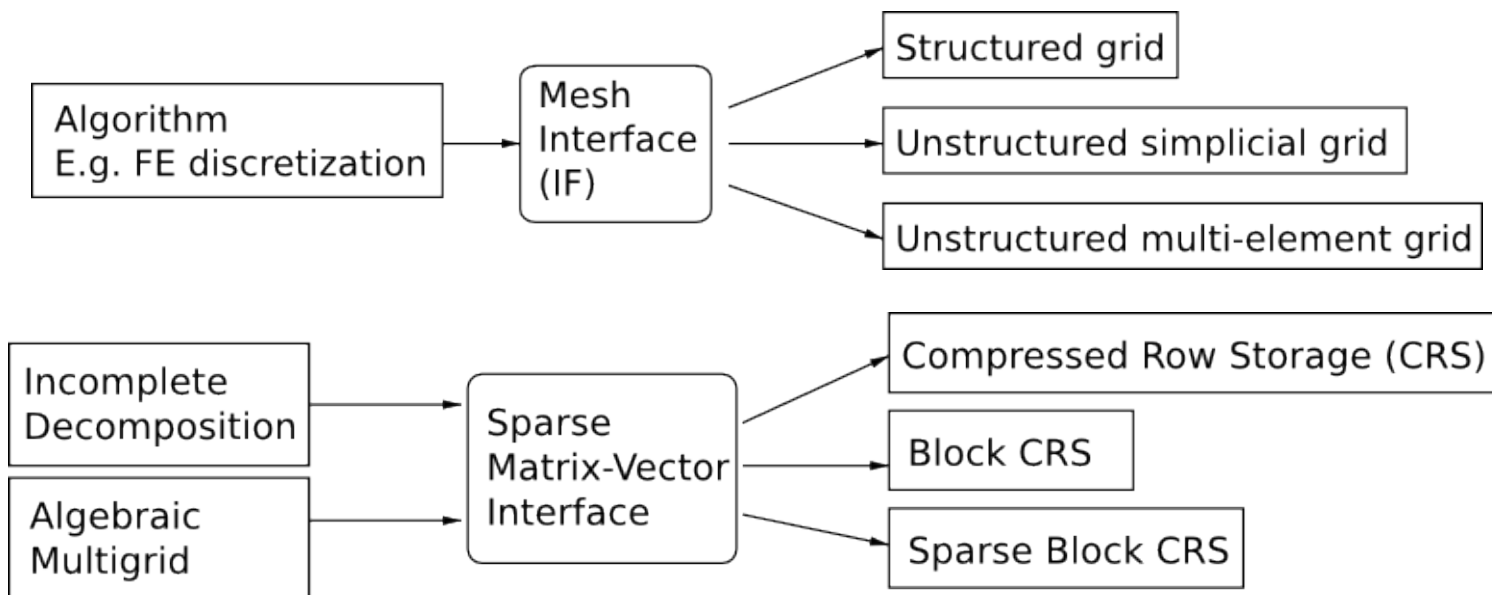 Algorithm
E.g. FE discretization
Mesh
Interface
(IF)
Structured grid
Unstructured simplicial grid
Unstructured multi-element grid
Incomplete
Decomposition
Algebraic
Multigrid
Sparse
Matrix-Vector
Interface
Compressed Row Storage (CRS)
Block CRS
Sparse Block CRS